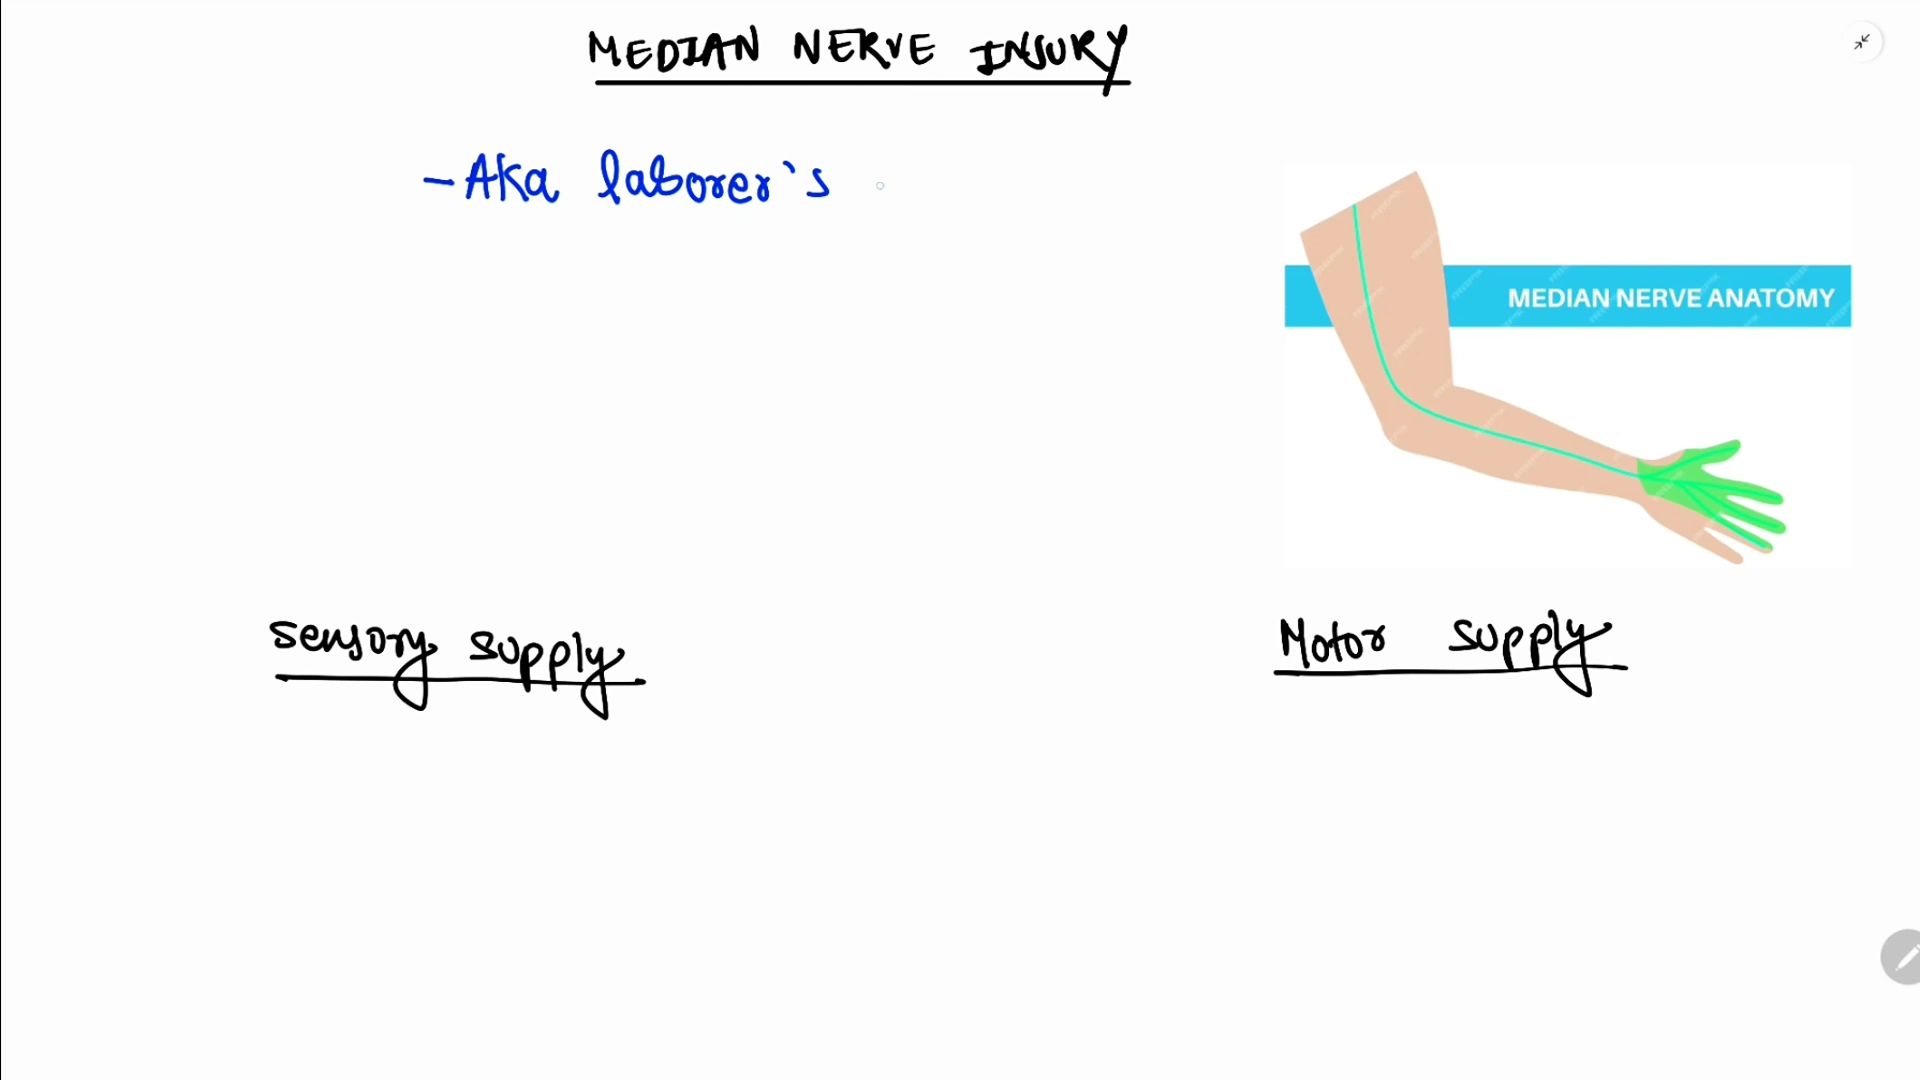 MEDIAN NERVE INJURY
- Aka laborer's
MEDIAN NERVE ANATOMY
Sensory supply
Motor supply